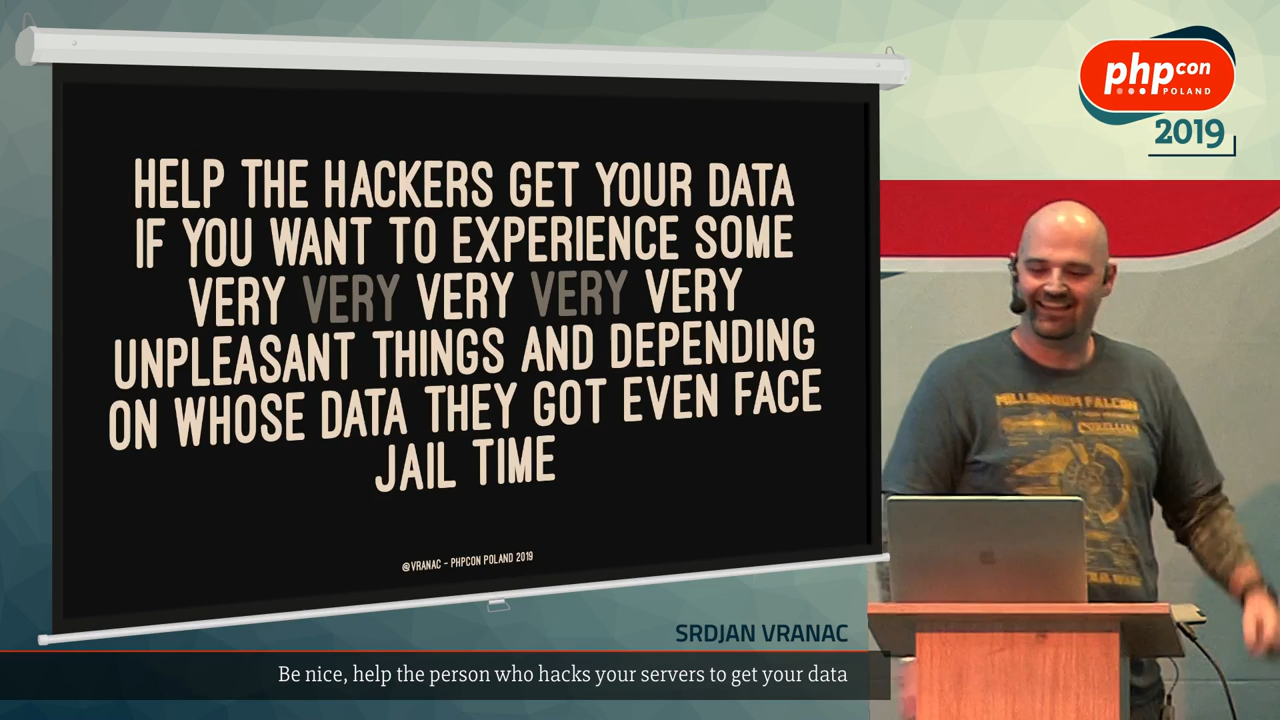 HELP THE HACKERS GET YOUR DATA
IF YOU WANT TO EXPERIENCE SOME
VERY VERY VERY VERY VERY
UNPLEASANT THINGS AND DEPENDING
ON WHOSE DATA THEY GOT EVEN FACE
JAIL TIME
@VRANAC - PHPCON POLAND 2019
phpcon
POLAND
2019
MILLENNIUM FALCON
CORELLIAN
SRDJAN VRANAC
Be nice, help the person who hacks your servers to get your data